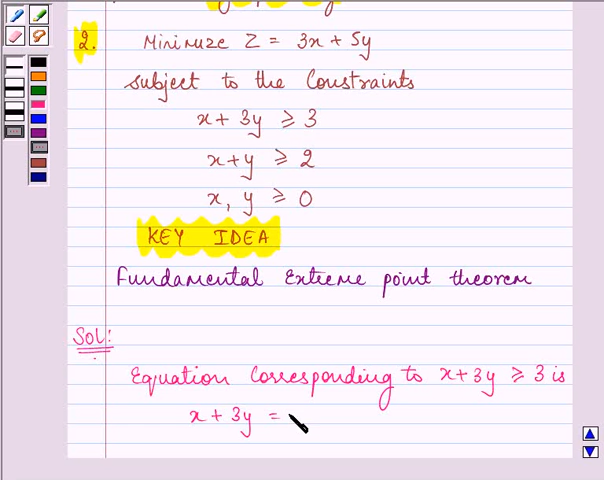 2. Minimize Z = 3x + 5y
subject to the Constraints
x + 3y ≥ 3
x + y ≥ 2
x, y ≥ 0
KEY IDEA
Fundamental Extreme point theorem
Sol:
Equation Corresponding to x + 3y ≥ 3 is
x + 3y =